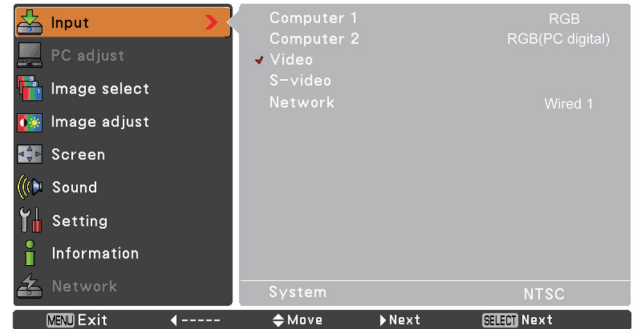 Input
PC adjust
Image select
Image adjust
Screen
Sound
Setting
Information
Network
Computer 1 RGB
Computer 2 RGB(PC digital)
Video
S-video
Network Wired 1
System NTSC
MENU Exit ----- Move Next SELECT Next